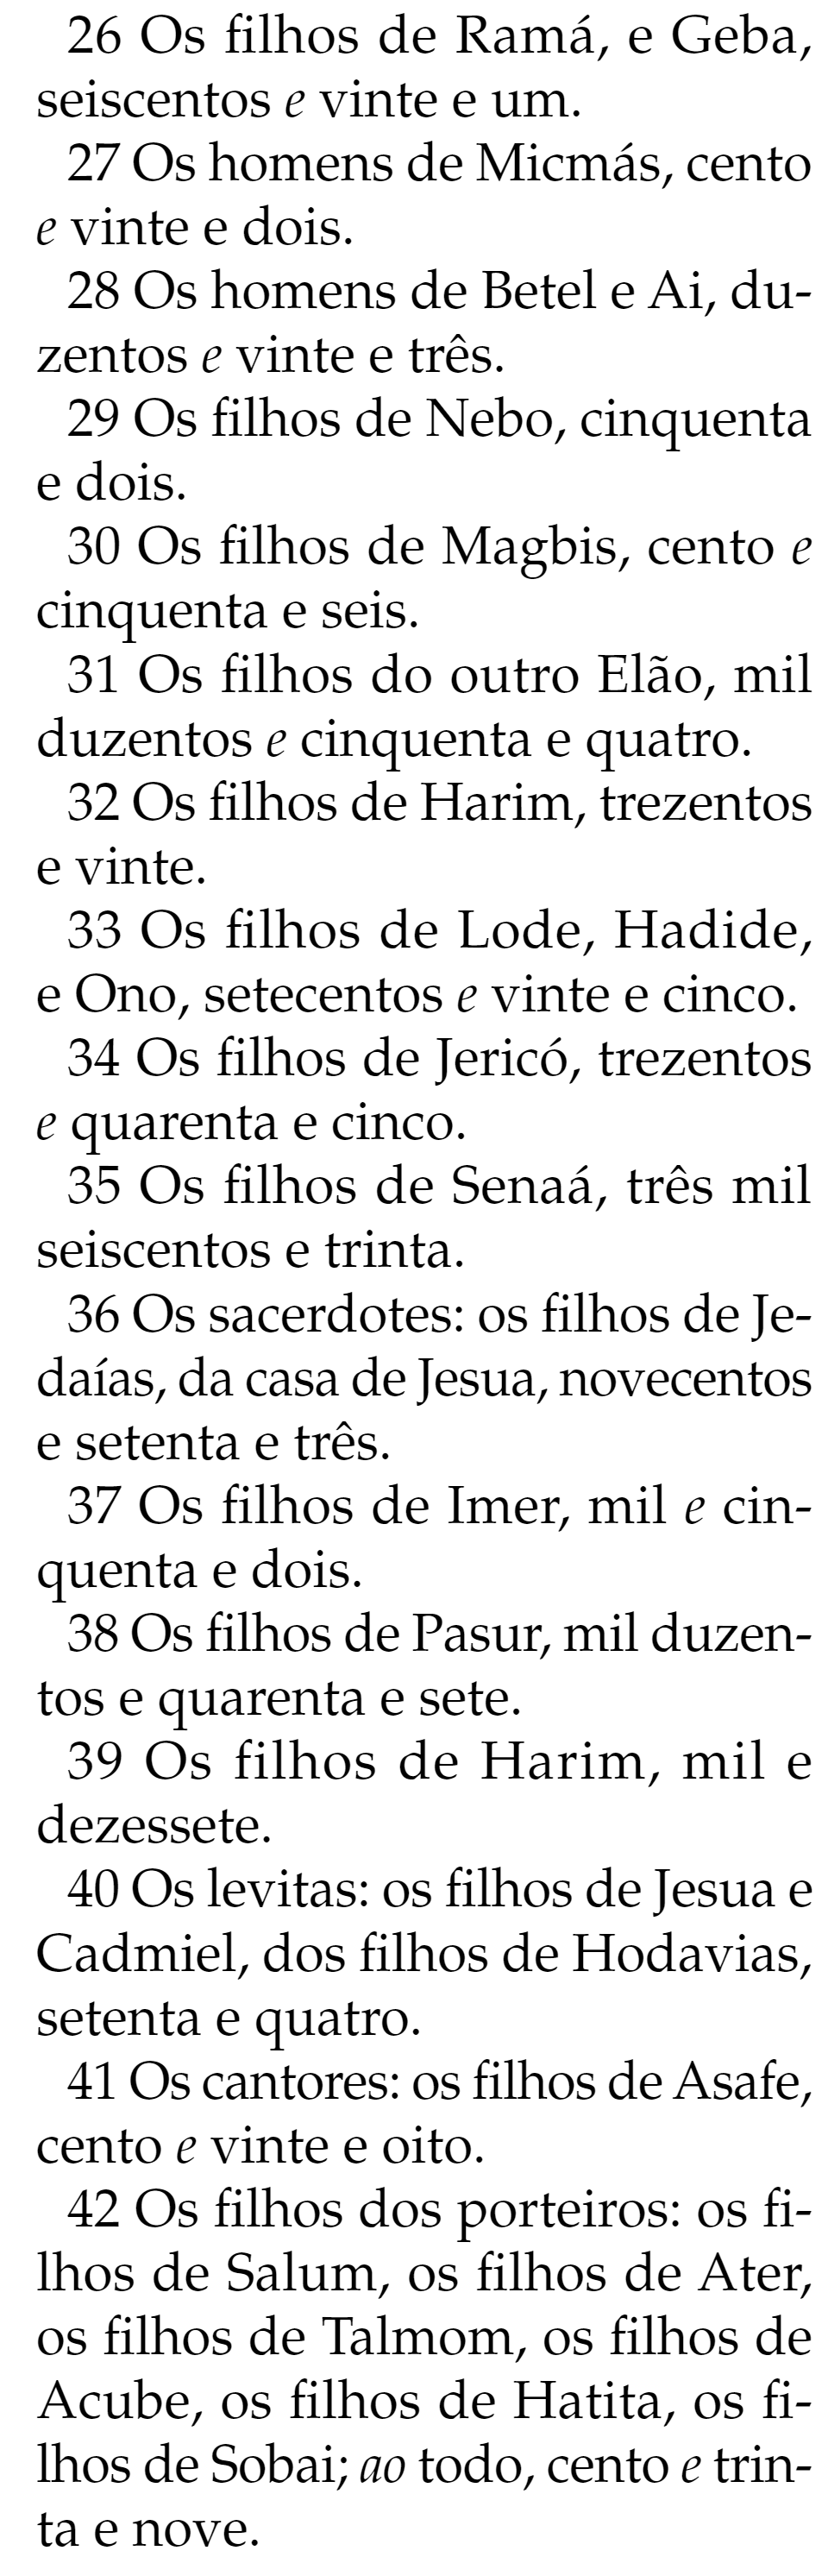 26 Os filhos de Ramá, e Geba,
seiscentos e vinte e um.
27 Os homens de Micmás, cento
e vinte e dois.
28 Os homens de Betel e Ai, du-
zentos e vinte e três.
29 Os filhos de Nebo, cinquenta
e dois.
30 Os filhos de Magbis, cento e
cinquenta e seis.
31 Os filhos do outro Elão, mil
duzentos e cinquenta e quatro.
32 Os filhos de Harim, trezentos
e vinte.
33 Os filhos de Lode, Hadide,
e Ono, setecentos e vinte e cinco.
34 Os filhos de Jericó, trezentos
e quarenta e cinco.
35 Os filhos de Senaá, três mil
seiscentos e trinta.
36 Os sacerdotes: os filhos de Je-
daías, da casa de Jesua, novecentos
e setenta e três.
37 Os filhos de Imer, mil e cin-
quenta e dois.
38 Os filhos de Pasur, mil duzen-
tos e quarenta e sete.
39 Os filhos de Harim, mil e
dezessete.
40 Os levitas: os filhos de Jesua e
Cadmiel, dos filhos de Hodavias,
setenta e quatro.
41 Os cantores: os filhos de Asafe,
cento e vinte e oito.
42 Os filhos dos porteiros: os fi-
lhos de Salum, os filhos de Ater,
os filhos de Talmom, os filhos de
Acube, os filhos de Hatita, os fi-
lhos de Sobai; ao todo, cento e trin-
ta e nove.